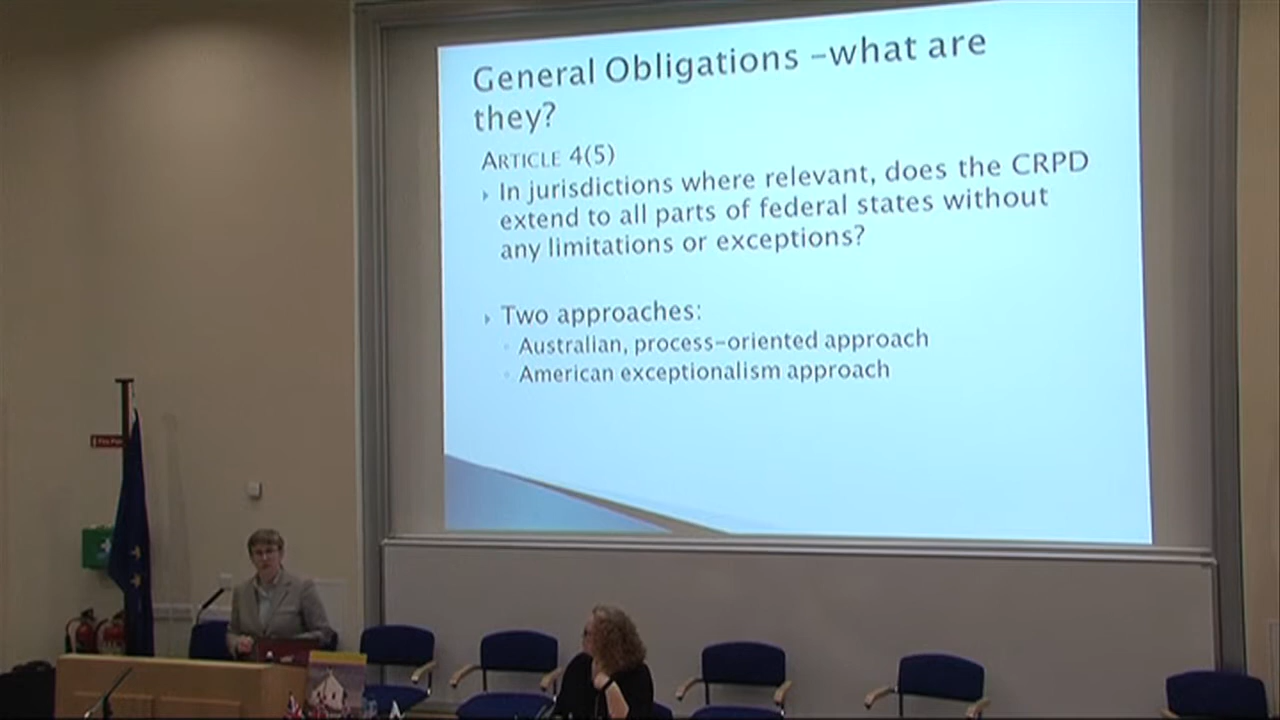 General Obligations –what are
they?
ARTICLE 4(5)
In jurisdictions where relevant, does the CRPD
extend to all parts of federal states without
any limitations or exceptions?
Two approaches:
Australian, process-oriented approach
American exceptionalism approach